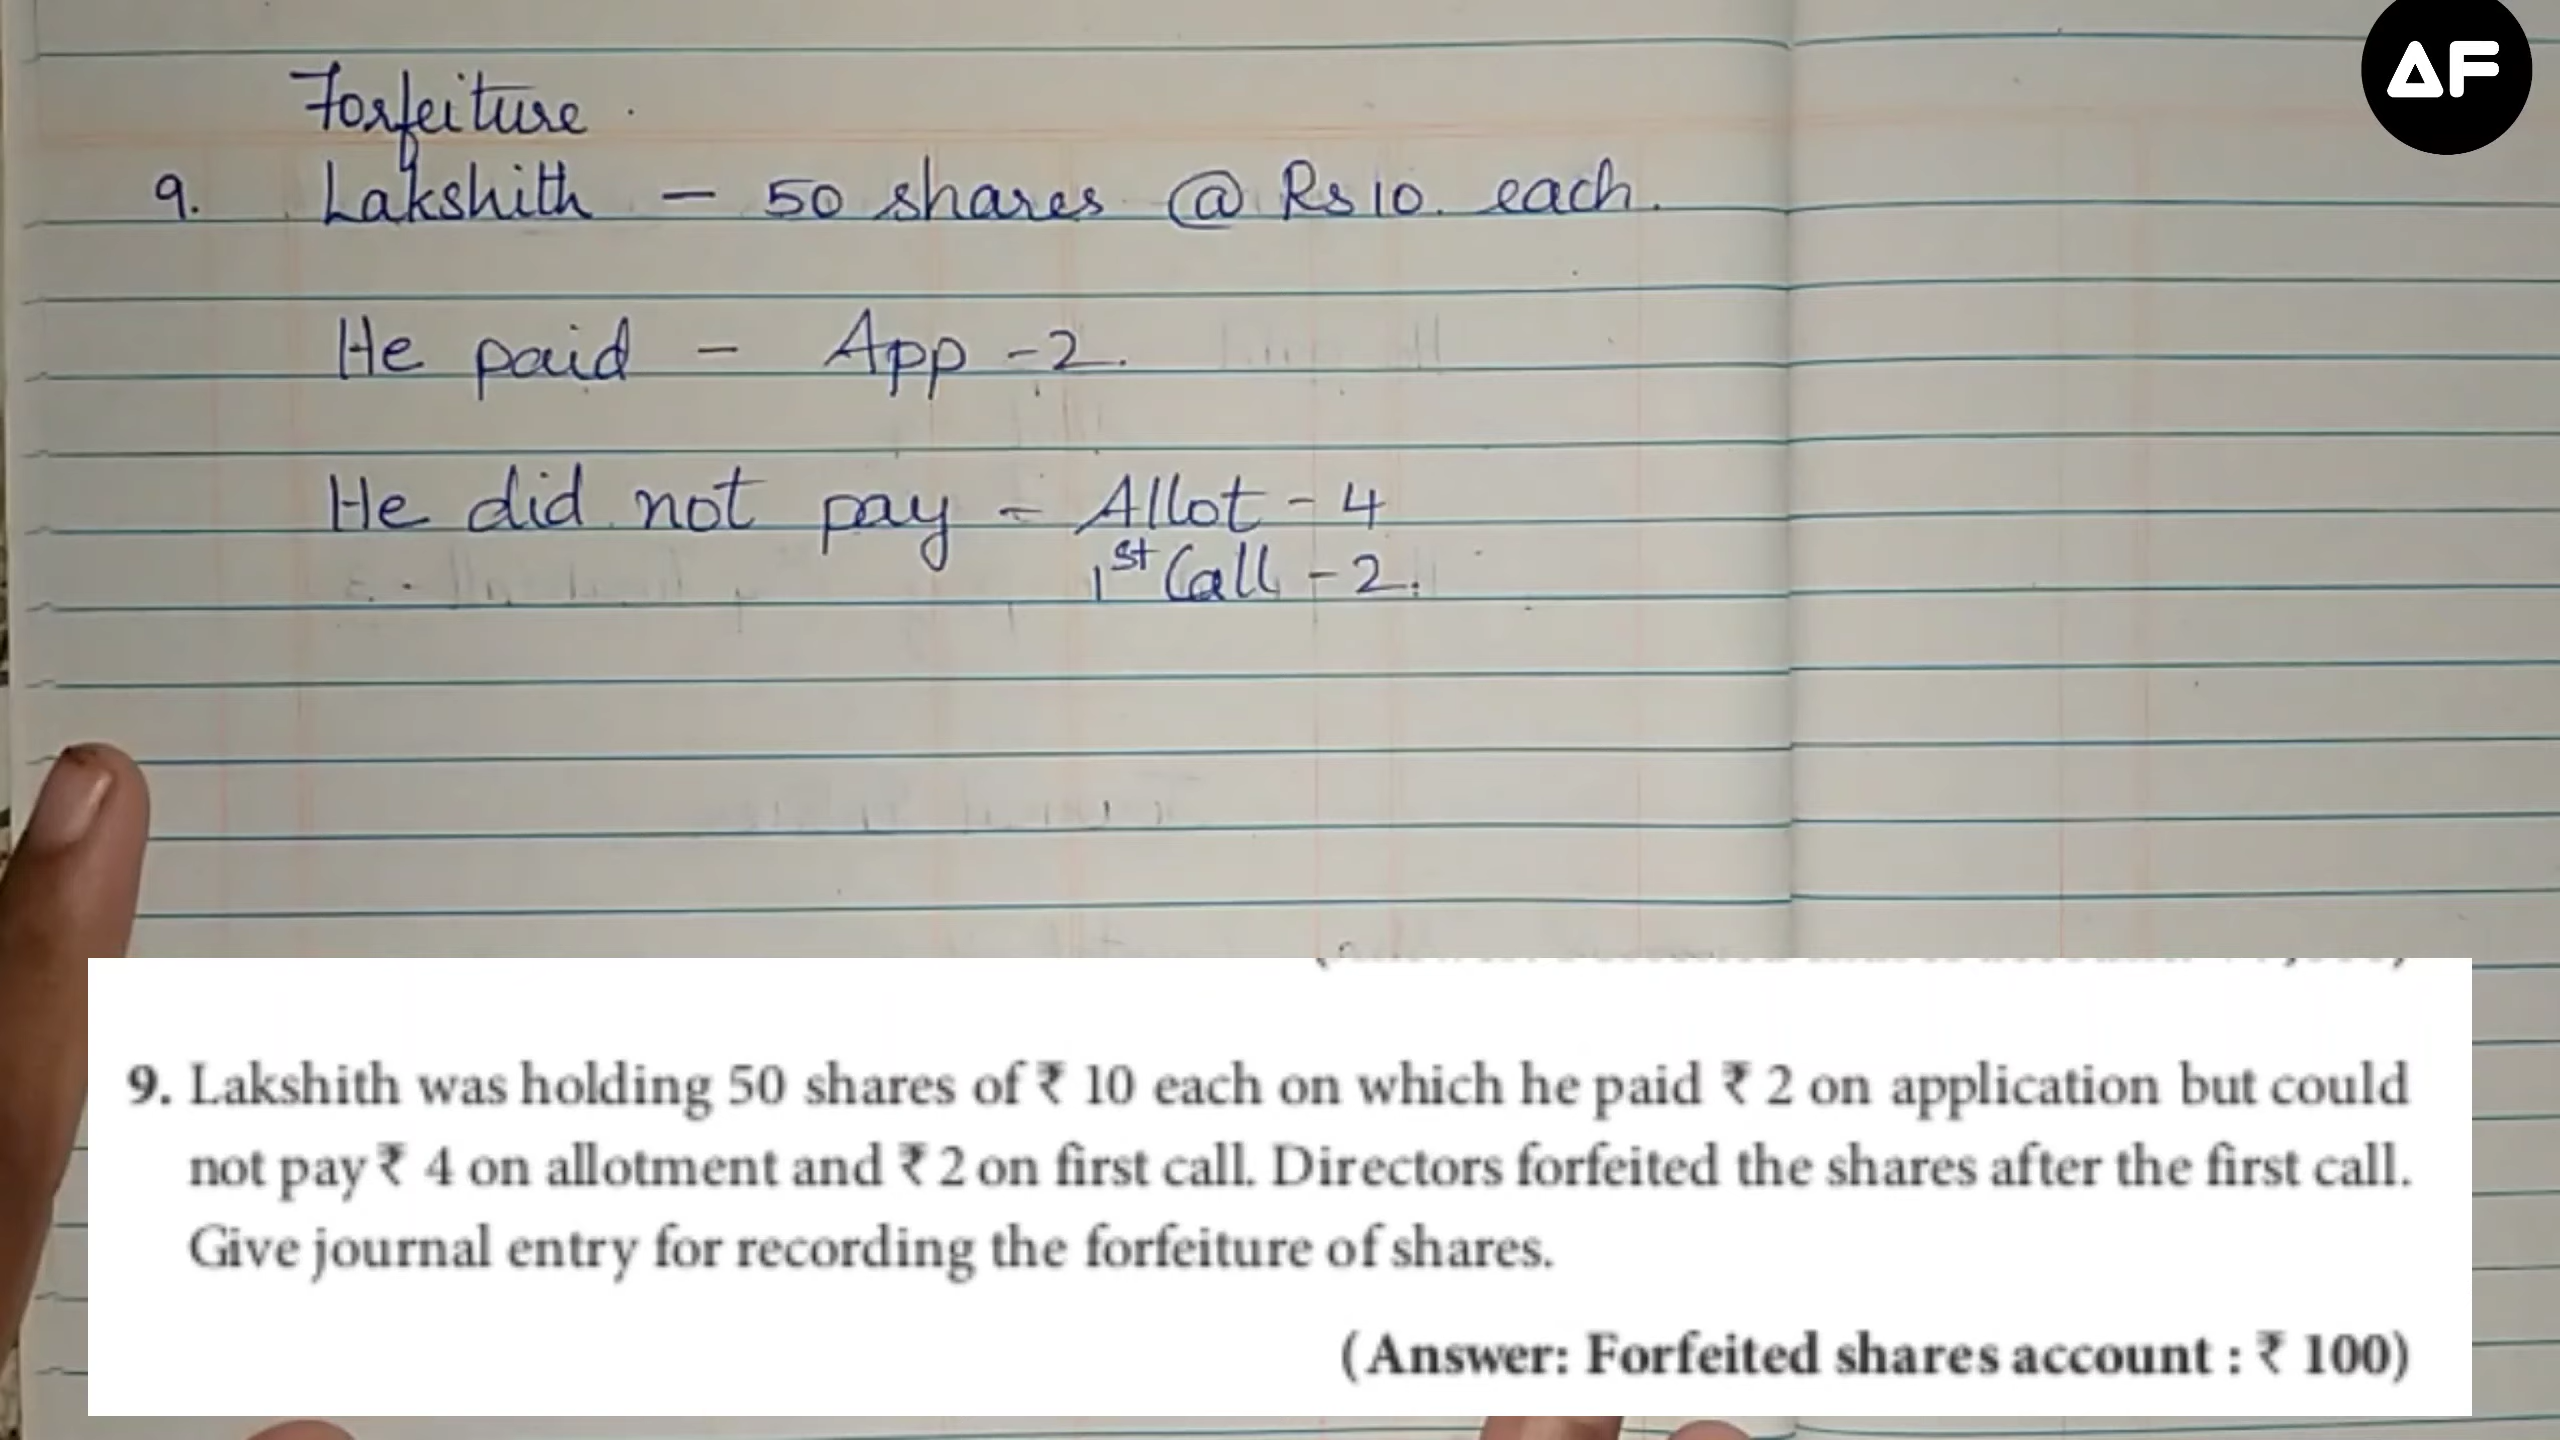 AF
Forfeiture.
9. Lakshith - 50 shares @ Rs 10. each.
He paid - App - 2.
He did not pay - Allot - 4
1st Call - 2.
9. Lakshith was holding 50 shares of ₹ 10 each on which he paid ₹ 2 on application but could
not pay ₹ 4 on allotment and ₹ 2 on first call. Directors forfeited the shares after the first call.
Give journal entry for recording the forfeiture of shares.
(Answer: Forfeited shares account : ₹ 100)